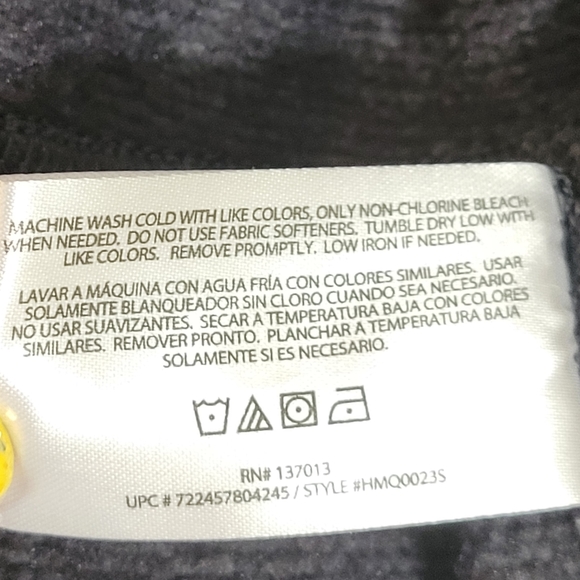 MACHINE WASH COLD WITH LIKE COLORS, ONLY NON-CHLORINE BLEACH
WHEN NEEDED. DO NOT USE FABRIC SOFTENERS. TUMBLE DRY LOW WITH
LIKE COLORS. REMOVE PROMPTLY. LOW IRON IF NEEDED.
LAVAR A MÁQUINA CON AGUA FRÍA CON COLORES SIMILARES. USAR
SOLAMENTE BLANQUEADOR SIN CLORO CUANDO SEA NECESARIO.
NO USAR SUAVIZANTES. SECAR A TEMPERATURA BAJA CON COLORES
SIMILARES. REMOVER PRONTO. PLANCHAR A TEMPERATURA BAJA
SOLAMENTE SI ES NECESARIO.
RN# 137013
UPC # 722457804245 / STYLE #HMQ0023S